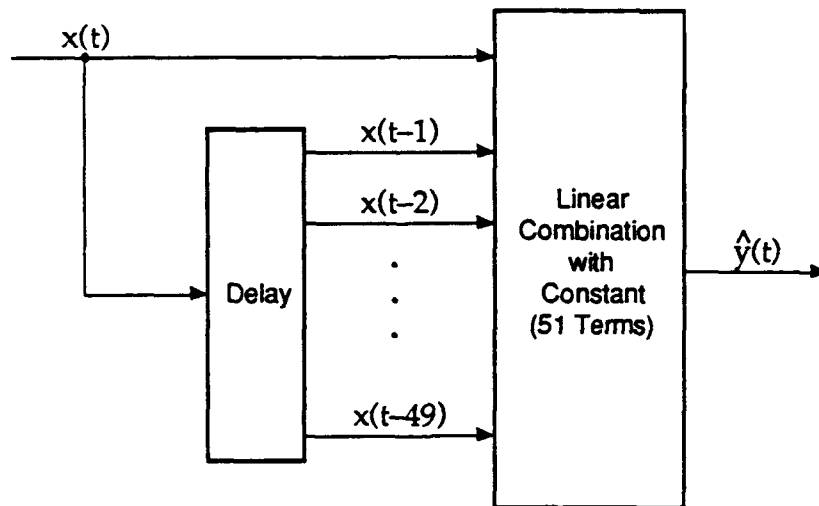 x(t)
x(t–1)
x(t–2)
.
.
.
x(t–49)
Delay
Linear
Combination
with
Constant
(51 Terms)
ŷ(t)